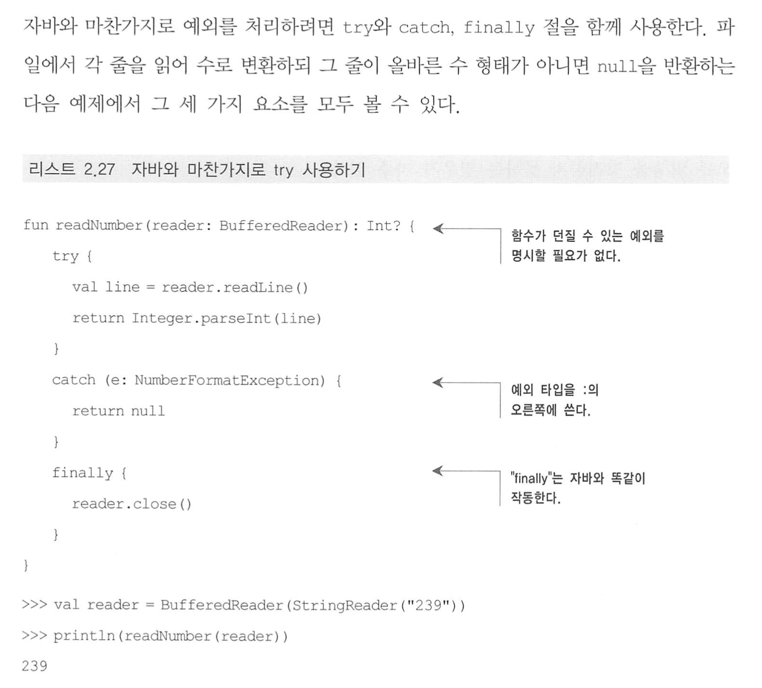 자바와 마찬가지로 예외를 처리하려면 try와 catch, finally 절을 함께 사용한다. 파
일에서 각 줄을 읽어 수로 변환하되 그 줄이 올바른 수 형태가 아니면 null을 반환하는
다음 예제에서 그 세 가지 요소를 모두 볼 수 있다.
리스트 2.27 자바와 마찬가지로 try 사용하기
fun readNumber(reader: BufferedReader): Int? {
함수가 던질 수 있는 예외를
명시할 필요가 없다.
try {
val line = reader.readLine()
return Integer.parseInt(line)
}
catch (e: NumberFormatException) {
예외 타입을 :의
오른쪽에 쓴다.
return null
}
finally {
"finally"는 자바와 똑같이
작동한다.
reader.close()
}
}
>>> val reader = BufferedReader(StringReader("239"))
>>> println(readNumber(reader))
239